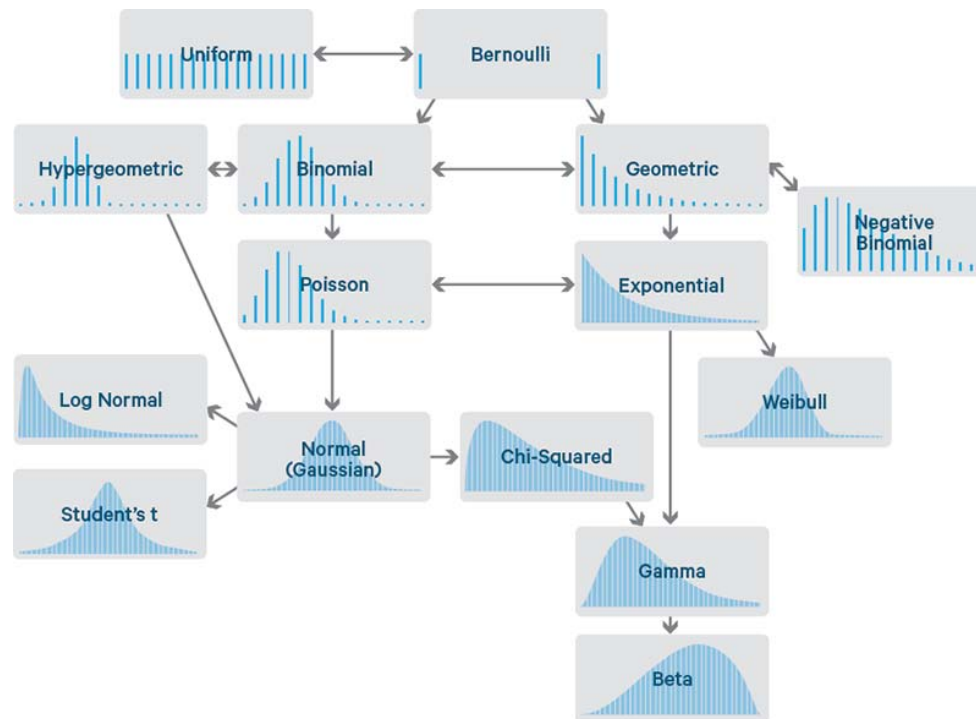 Uniform
Bernoulli
Hypergeometric
Binomial
Geometric
Negative
Binomial
Poisson
Exponential
Log Normal
Weibull
Normal
(Gaussian)
Chi-Squared
Student's t
Gamma
Beta